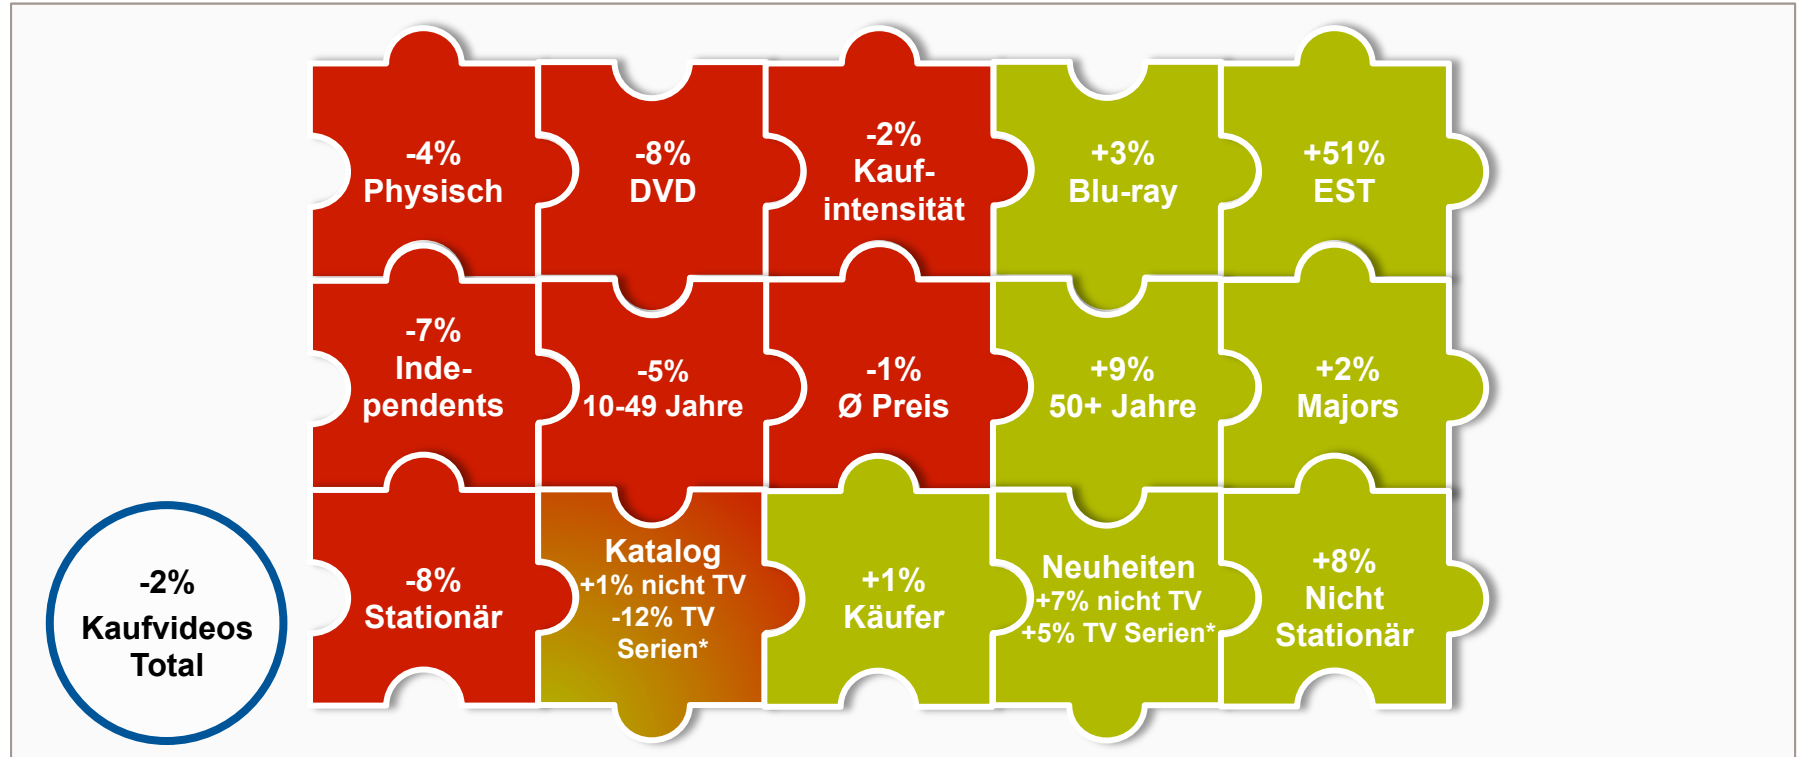 -4%
Physisch
-8%
DVD
-2%
Kauf-
intensität
+3%
Blu-ray
+51%
EST
-7%
Inde-
pendents
-5%
10-49 Jahre
-1%
Ø Preis
+9%
50+ Jahre
+2%
Majors
-2%
Kaufvideos
Total
-8%
Stationär
Katalog
+1% nicht TV
-12% TV
Serien*
+1%
Käufer
Neuheiten
+7% nicht TV
+5% TV Serien*
+8%
Nicht
Stationär